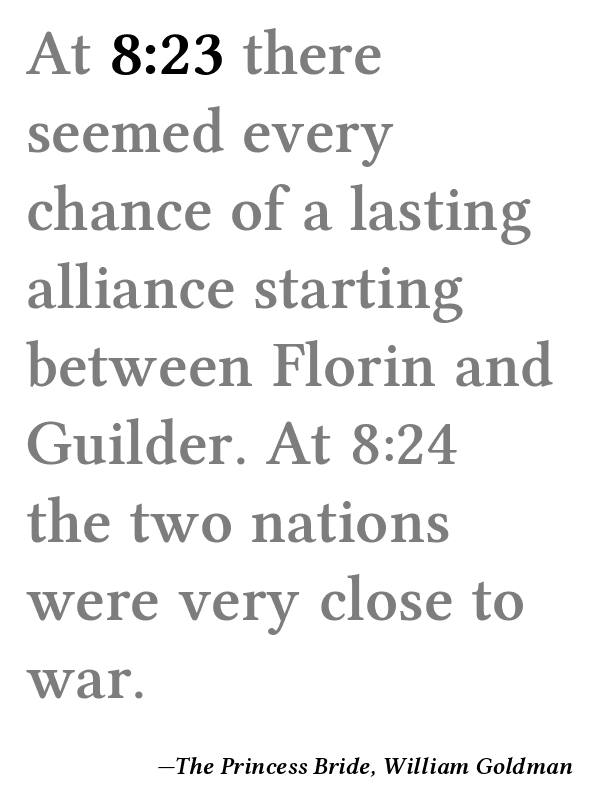 At 8:23 there
seemed every
chance of a lasting
alliance starting
between Florin and
Guilder. At 8:24
the two nations
were very close to
war.
—The Princess Bride, William Goldman